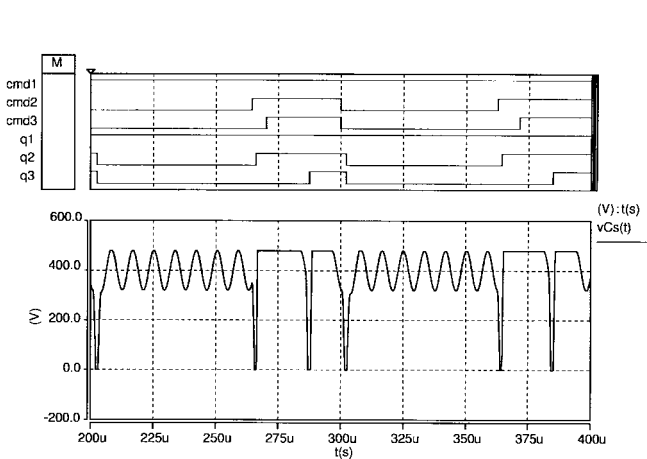 M
cmd1
cmd2
cmd3
q1
q2
q3
(V) : t(s)
vCs(t)
600.0
400.0
200.0
0.0
-200.0
(V)
200u 225u 250u 275u 300u 325u 350u 375u 400u
t(s)